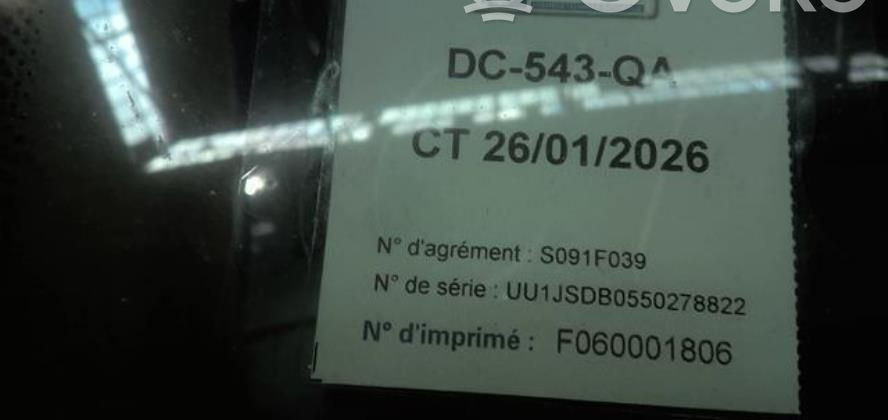 DC-543-QA
CT 26/01/2026
N° d'agrément : S091F039
N° de série : UU1JSDB0550278822
N° d'imprimé : F060001806